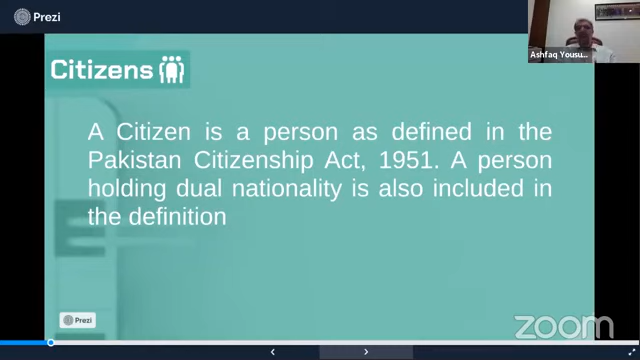 Prezi
Ashfaq Yousu...
Citizens
A Citizen is a person as defined in the
Pakistan Citizenship Act, 1951. A person
holding dual nationality is also included in
the definition
Prezi
zoom